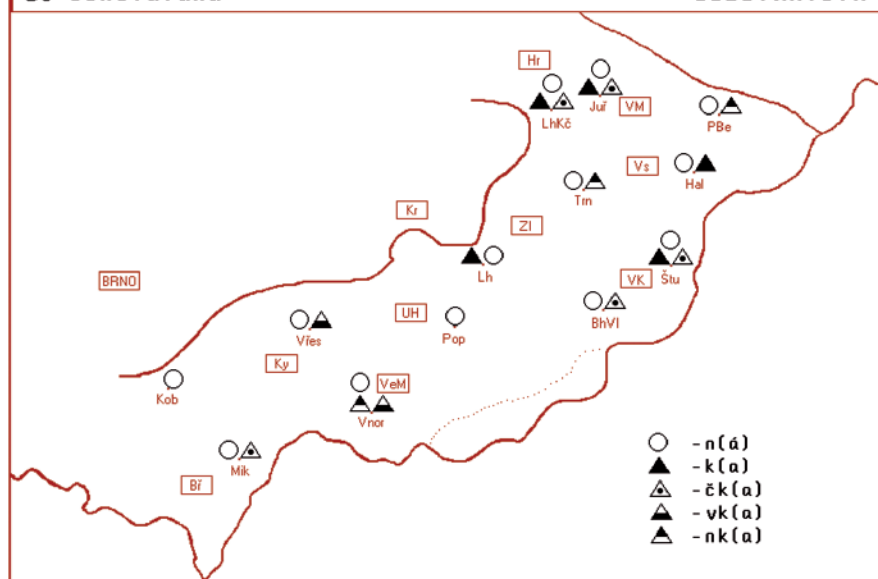 Hr
VM
LhKč
Juř
PBe
Vs
Hal
Trn
Kr
Zl
Lh
BRNO
VK
Štu
UH
BhVl
Vřes
Pop
Ky
Kob
VeM
Vnor
Mik
Bř
-n(á)
-k(a)
-čk(a)
-vk(a)
-nk(a)